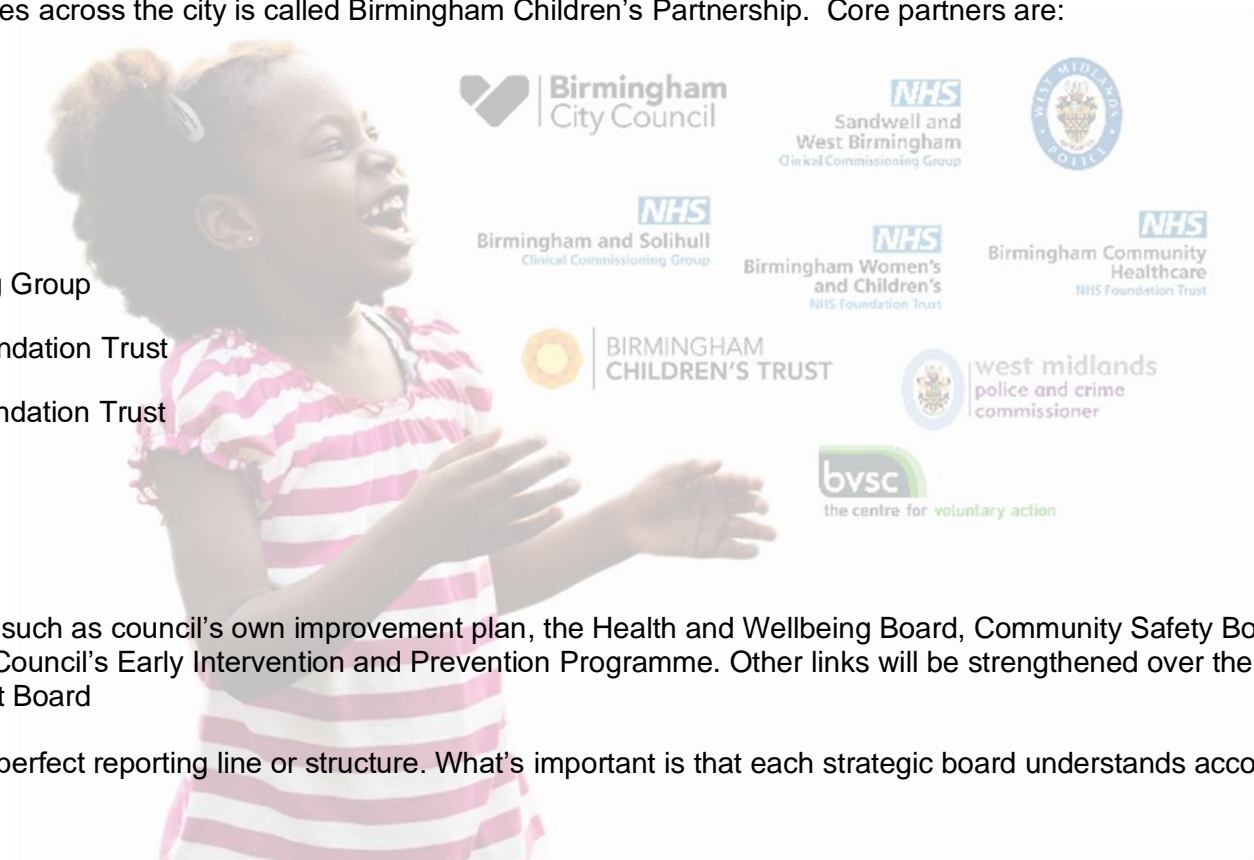 es across the city is called Birmingham Children’s Partnership.  Core partners are:
Birmingham
City Council
NHS
Sandwell and
West Birmingham
Clinical Commissioning Group
WEST MIDLANDS
POLICE
NHS
Birmingham and Solihull
Clinical Commissioning Group
NHS
Birmingham Women's
and Children's
NHS Foundation Trust
NHS
Birmingham Community
Healthcare
NHS Foundation Trust
g Group
ndation Trust
BIRMINGHAM
CHILDREN'S TRUST
west midlands
police and crime
commissioner
ndation Trust
bvsc
the centre for voluntary action
such as council’s own improvement plan, the Health and Wellbeing Board, Community Safety Bo
Council’s Early Intervention and Prevention Programme. Other links will be strengthened over the
t Board
perfect reporting line or structure. What’s important is that each strategic board understands acco